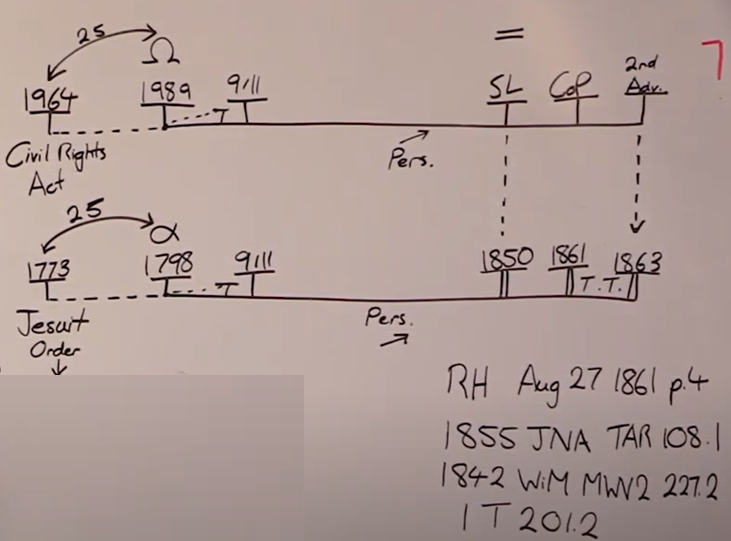 25
Ω
=
7
1964 1989 9/11 SL CoP 2nd Adv.
T
Civil Rights
Act
Pers.
25
α
1773 1798 9/11 1850 1861 1863
T T.T.
Jesuit
Order
Pers.
RH Aug 27 1861 p.4
1855 JNA TAR 108.1
1842 WiM MWV2 227.2
1T 201.2